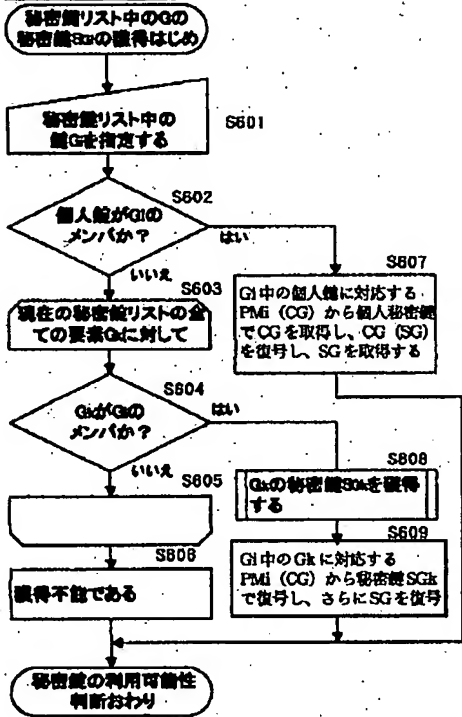 秘密鍵リスト中のGの
秘密鍵SGの獲得はじめ
S601
秘密鍵リスト中の
鍵Giを指定する
S602
個人鍵がGiの
メンバか?
はい
いいえ
S603
現在の秘密鍵リストの全
ての要素Gkに対して
S604
GkがGiの
メンバか?
はい
いいえ
S605
S606
獲得不能である
S607
Gi中の個人鍵に対応する
PMi(CG)から個人秘密鍵
でCGを取得し、CG(SG)
を復号し、SGを取得する
S608
Gkの秘密鍵SGkを獲得
する
S609
Gi中のGkに対応する
PMi(CG)から秘密鍵SGk
で復号し、さらにSGを復号
秘密鍵の利用可能性
判断おわり